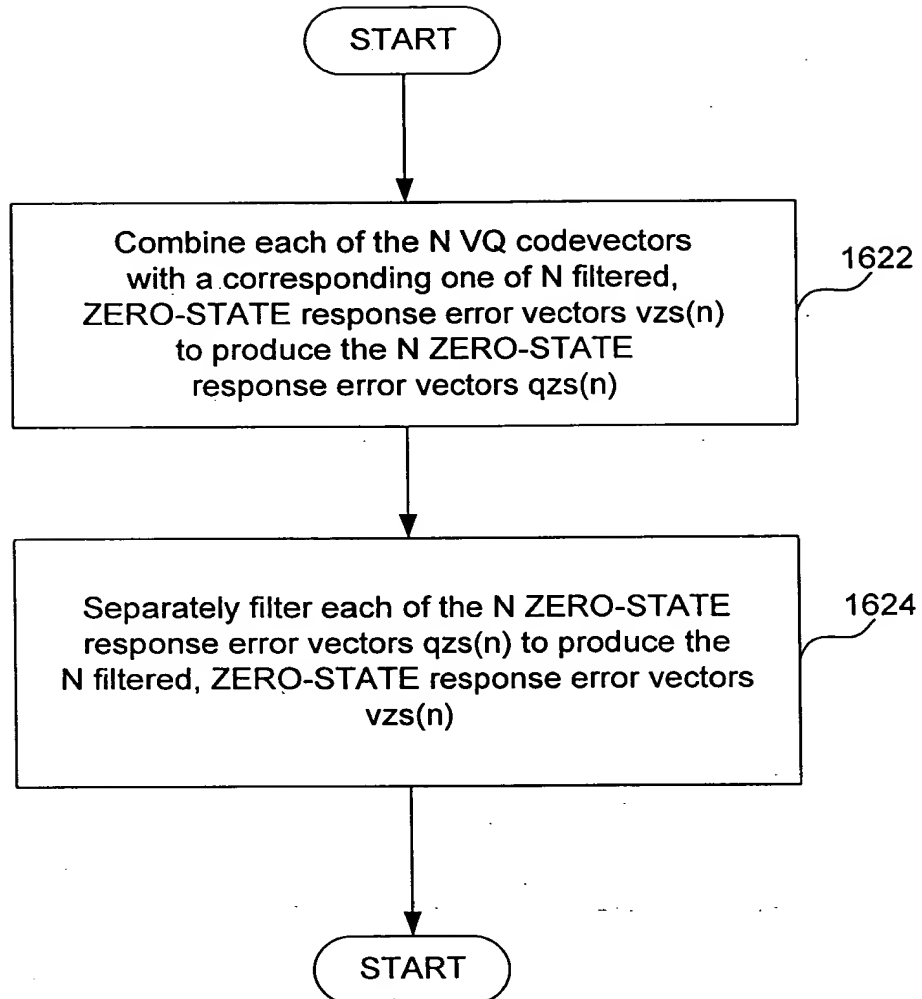 START
Combine each of the N VQ codevectors
with a corresponding one of N filtered,
ZERO-STATE response error vectors vzs(n)
to produce the N ZERO-STATE
response error vectors qzs(n)
1622
Separately filter each of the N ZERO-STATE
response error vectors qzs(n) to produce the
N filtered, ZERO-STATE response error vectors
vzs(n)
1624
START